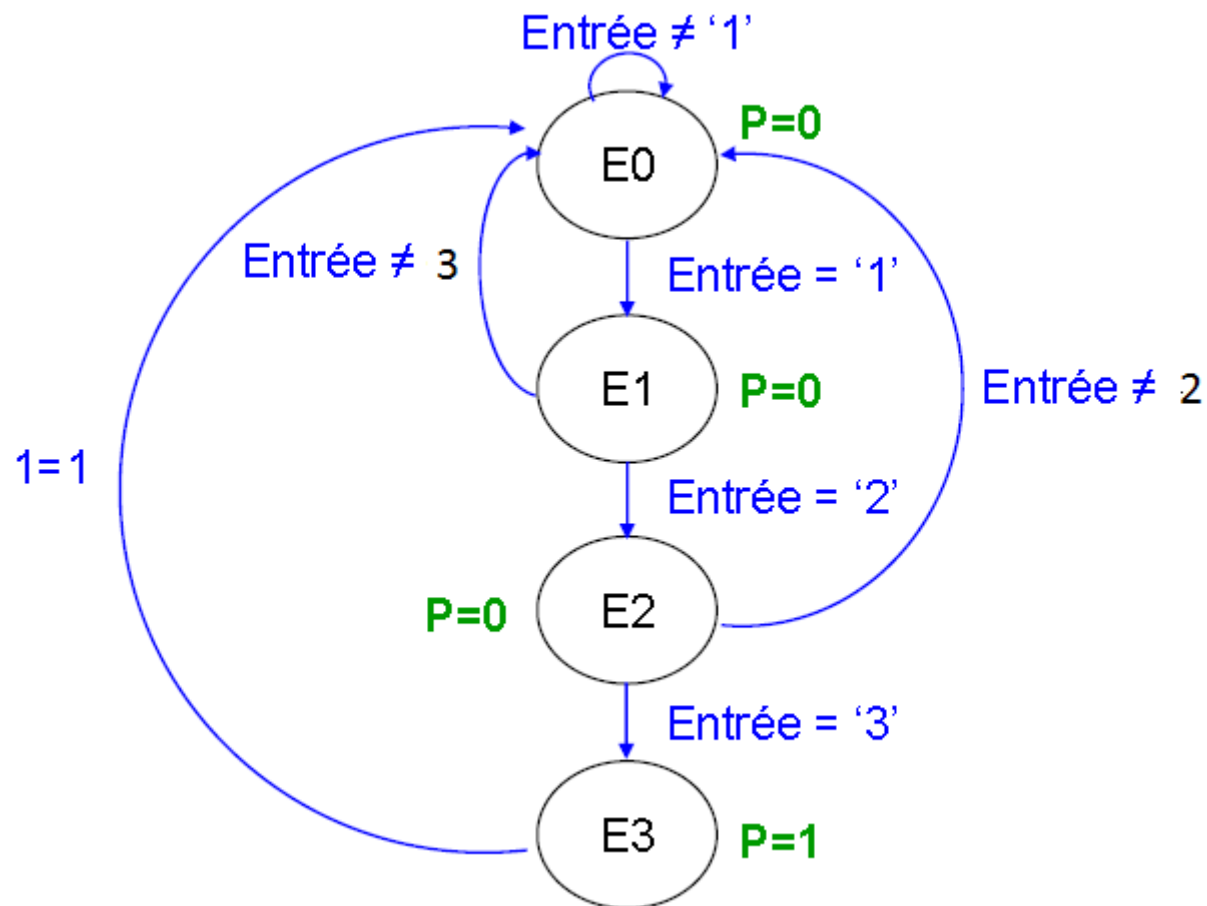 Entrée ≠ ‘1’
P=0
E0
Entrée ≠ 3
Entrée = ‘1’
E1
P=0
Entrée ≠ 2
1=1
Entrée = ‘2’
P=0
E2
Entrée = ‘3’
E3
P=1